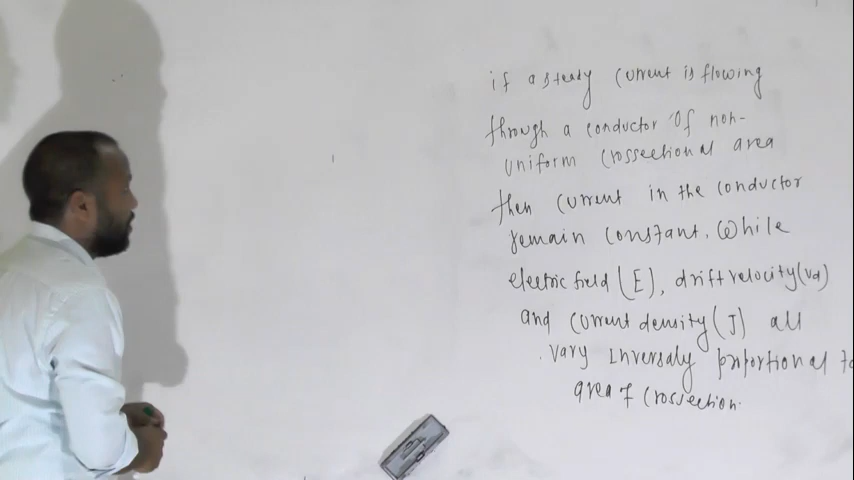 if a steady current is flowing
through a conductor of non-
uniform crossectional area
then current in the conductor
remain constant. While
electric field (E), drift velocity (vd)
and current density (J) all
vary inversaly proportional to
area of crossection.